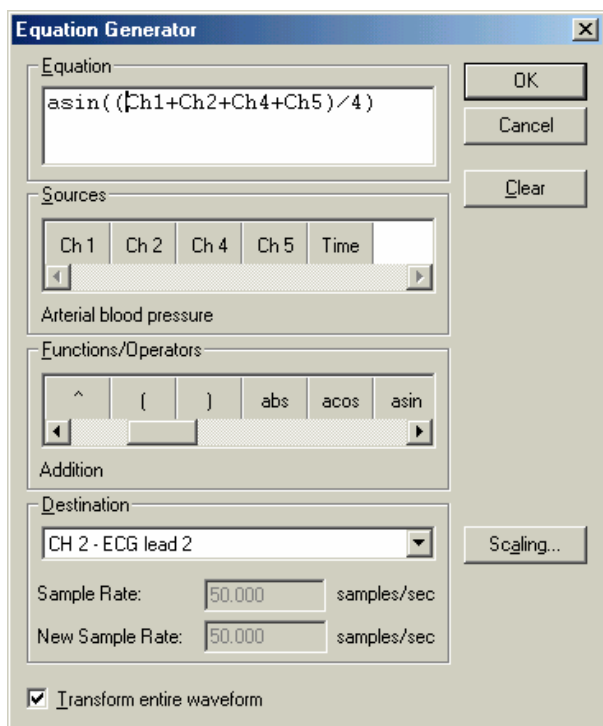 Equation Generator
Equation
asin((Ch1+Ch2+Ch4+Ch5)/4)
OK
Cancel
Clear
Sources
Ch 1 Ch 2 Ch 4 Ch 5 Time
Arterial blood pressure
Functions/Operators
^ ( ) abs acos asin
Addition
Destination
CH 2 - ECG lead 2
Scaling...
Sample Rate: 50.000 samples/sec
New Sample Rate: 50.000 samples/sec
Transform entire waveform